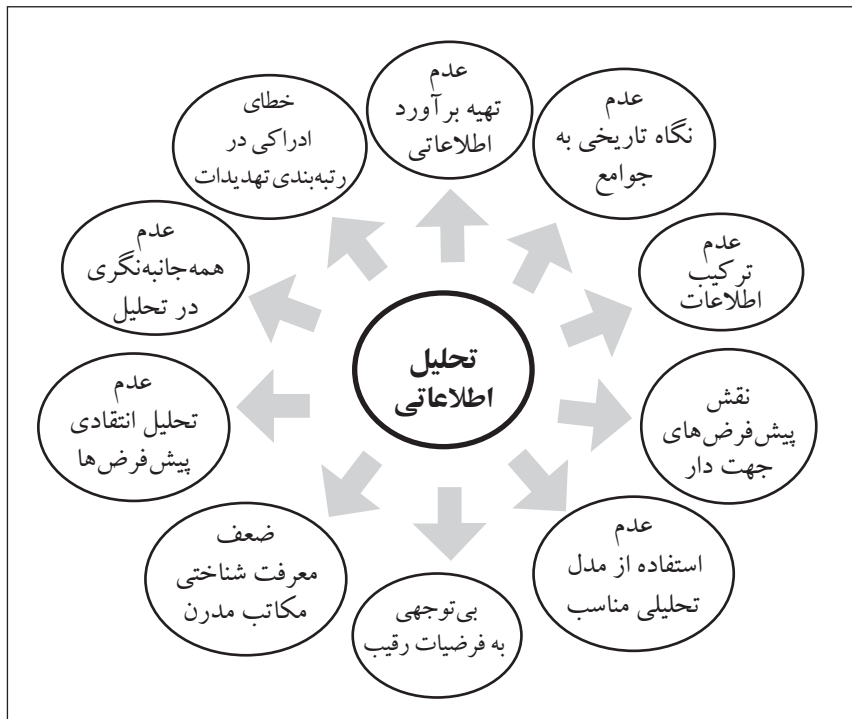 عدم
تهیه برآورد
اطلاعاتی
عدم
نگاه تاریخی به
جوامع
عدم
ترکیب
اطلاعات
نقش
پیش‌فرض‌های
جهت دار
عدم
استفاده از مدل
تحلیلی مناسب
بی‌توجهی
به فرضیات رقیب
ضعف
معرفت شناختی
مکاتب مدرن
عدم
تحلیل انتقادی
پیش‌فرض‌ها
عدم
همه‌جانبه‌نگری
در تحلیل
خطای
ادراکی در
رتبه‌بندی تهدیدات
تحلیل
اطلاعاتی